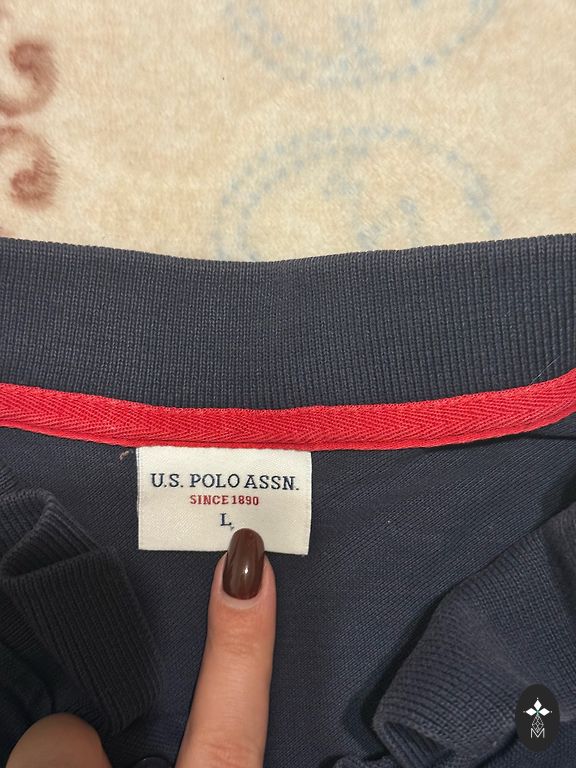 U.S. POLO ASSN.
SINCE 1890
L